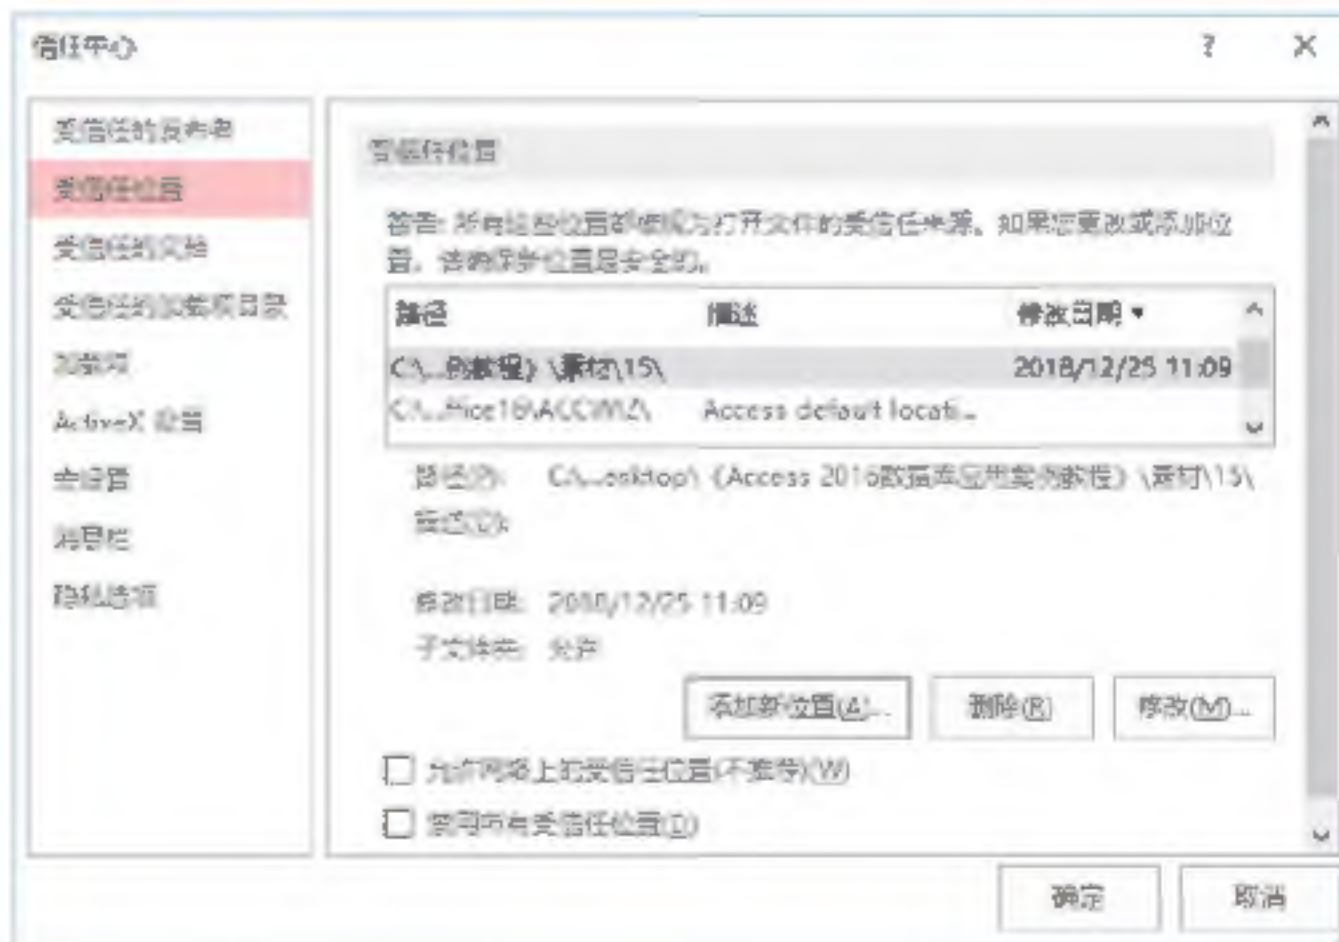 信任中心
?
×
受信任的发布者
受信任位置
受信任的文档
受信任的加载项目录
加载项
ActiveX 设置
宏设置
消息栏
隐私选项
受信任位置
警告: 所有这些位置都被视为打开文件的受信任来源。如果您更改或添加位
置，请确保新位置是安全的。
路径 描述 修改日期
C:\...例教程》\素材\15\ 2018/12/25 11:09
C:\...ffice16\ACCWIZ\ Access default locati...
路径(P): C:\...esktop\《Access 2016数据库应用案例教程》\素材\15\
描述(D):
修改日期: 2018/12/25 11:09
子文件夹: 允许
添加新位置(A)... 删除(R) 修改(M)...
允许网络上的受信任位置(不推荐)(W)
禁用所有受信任位置(D)
确定 取消